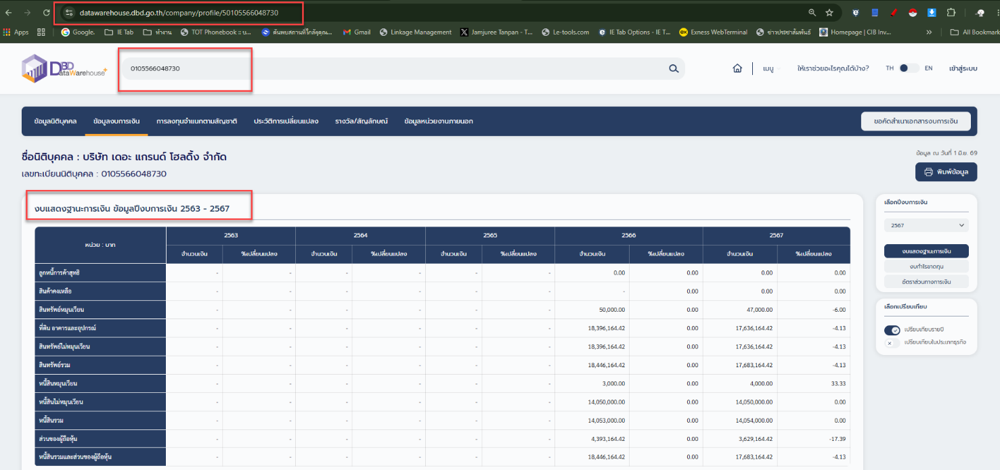 datawarehouse.dbd.go.th/company/profile/50105566048730
Apps Google. IE Tab ทำงาน TOT Phonebook :: บ... ค้นพบสถานที่ใกล้คุณ... Gmail Linkage Management Jamjuree Tanpan - T... Le-tools.com IE Tab Options - IE T... Exness WebTerminal ข่าวประชาสัมพันธ์ Homepage | CIB Inv... » All Bookmark
DBD DataWarehouse+ 0105566048730 เมนู ให้เราช่วยอะไรคุณได้บ้าง? TH EN เข้าสู่ระบบ
ข้อมูลนิติบุคคล ข้อมูลงบการเงิน การลงทุนจำแนกตามสัญชาติ ประวัติการเปลี่ยนแปลง รางวัล/สัญลักษณ์ ข้อมูลหน่วยงานภายนอก ขอคัดสำเนาเอกสารงบการเงิน
ข้อมูล ณ วันที่ 1 มิ.ย. 69
ชื่อนิติบุคคล : บริษัท เดอะ แกรนด์ โฮลดิ้ง จำกัด
เลขทะเบียนนิติบุคคล : 0105566048730
พิมพ์ข้อมูล
งบแสดงฐานะการเงิน ข้อมูลปีงบการเงิน 2563 - 2567
หน่วย : บาท 2563 2564 2565 2566 2567
จำนวนเงิน %เปลี่ยนแปลง จำนวนเงิน %เปลี่ยนแปลง จำนวนเงิน %เปลี่ยนแปลง จำนวนเงิน %เปลี่ยนแปลง จำนวนเงิน %เปลี่ยนแปลง
ลูกหนี้การค้าสุทธิ - - - - - - 0.00 0.00 0.00 0.00
สินค้าคงเหลือ - - - - - - - 0.00 0.00 0.00
สินทรัพย์หมุนเวียน - - - - - - 50,000.00 0.00 47,000.00 -6.00
ที่ดิน อาคารและอุปกรณ์ - - - - - - 18,396,164.42 0.00 17,636,164.42 -4.13
สินทรัพย์ไม่หมุนเวียน - - - - - - 18,396,164.42 0.00 17,636,164.42 -4.13
สินทรัพย์รวม - - - - - - 18,446,164.42 0.00 17,683,164.42 -4.13
หนี้สินหมุนเวียน - - - - - - 3,000.00 0.00 4,000.00 33.33
หนี้สินไม่หมุนเวียน - - - - - - 14,050,000.00 0.00 14,050,000.00 0.00
หนี้สินรวม - - - - - - 14,053,000.00 0.00 14,054,000.00 0.00
ส่วนของผู้ถือหุ้น - - - - - - 4,393,164.42 0.00 3,629,164.42 -17.39
หนี้สินรวมและส่วนของผู้ถือหุ้น - - - - - - 18,446,164.42 0.00 17,683,164.42 -4.13
เลือกปีงบการเงิน
2567
งบแสดงฐานะการเงิน
งบกำไรขาดทุน
อัตราส่วนทางการเงิน
เลือกเปรียบเทียบ
เปรียบเทียบรายปี
เปรียบเทียบในประเภทธุรกิจ